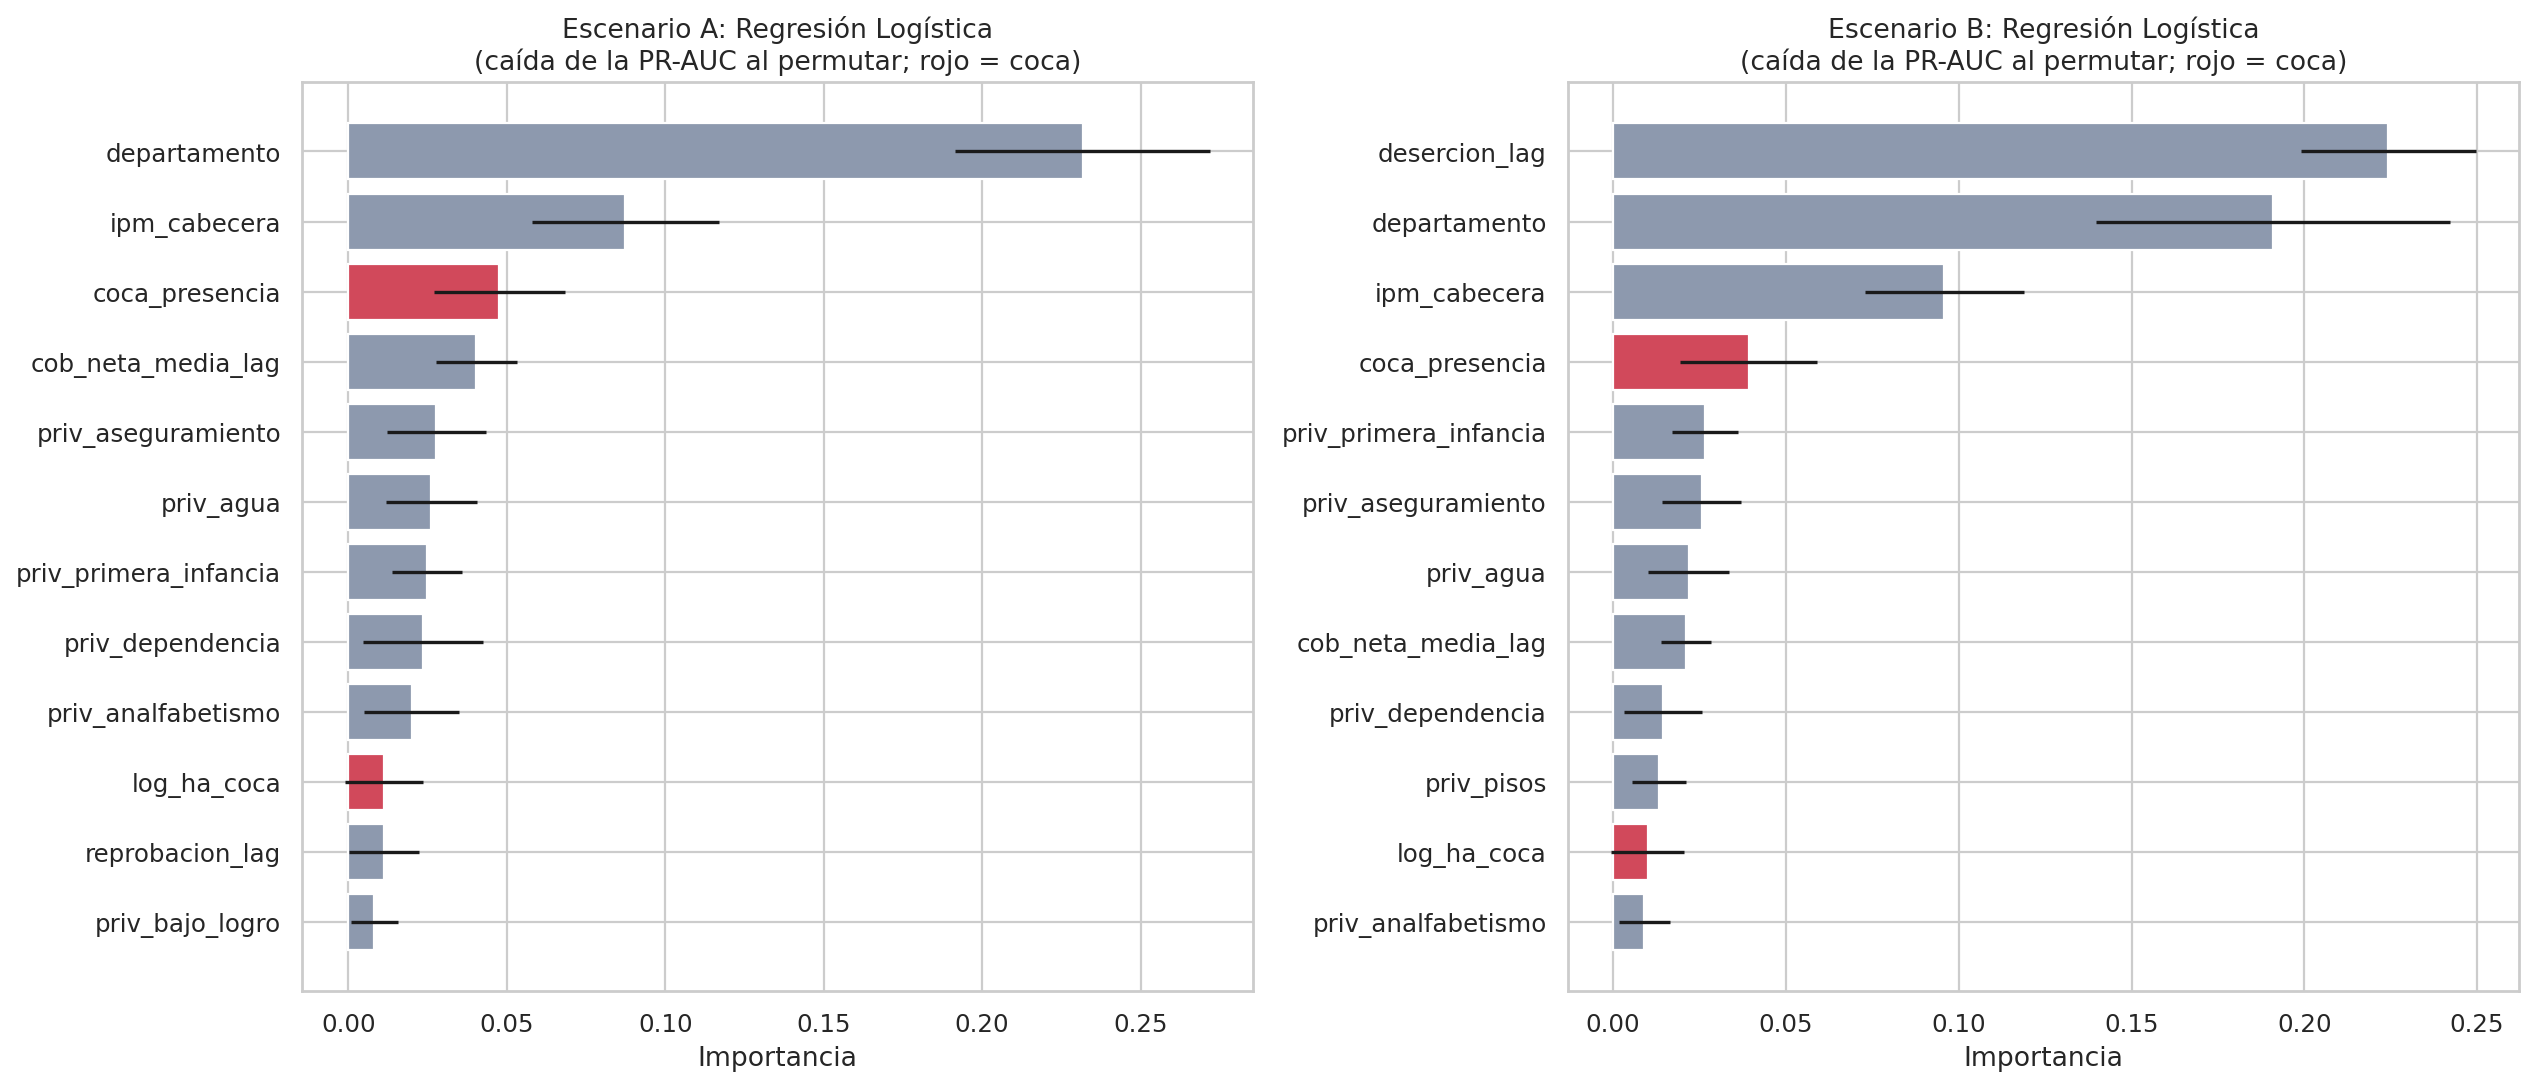 Escenario A: Regresión Logística
(caída de la PR-AUC al permutar; rojo = coca)
departamento
ipm_cabecera
coca_presencia
cob_neta_media_lag
priv_aseguramiento
priv_agua
priv_primera_infancia
priv_dependencia
priv_analfabetismo
log_ha_coca
reprobacion_lag
priv_bajo_logro
0.00 0.05 0.10 0.15 0.20 0.25
Importancia
Escenario B: Regresión Logística
(caída de la PR-AUC al permutar; rojo = coca)
desercion_lag
departamento
ipm_cabecera
coca_presencia
priv_primera_infancia
priv_aseguramiento
priv_agua
cob_neta_media_lag
priv_dependencia
priv_pisos
log_ha_coca
priv_analfabetismo
0.00 0.05 0.10 0.15 0.20 0.25
Importancia